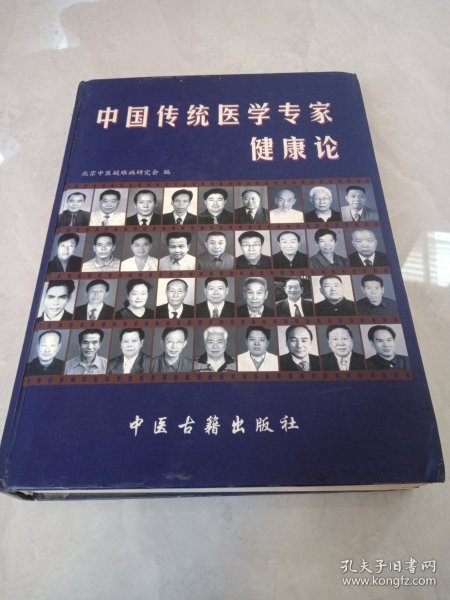 中国传统医学专家
健康论
北京中医疑难病研究会 编
中医古籍出版社
孔夫子旧书网
www.kongfz.com